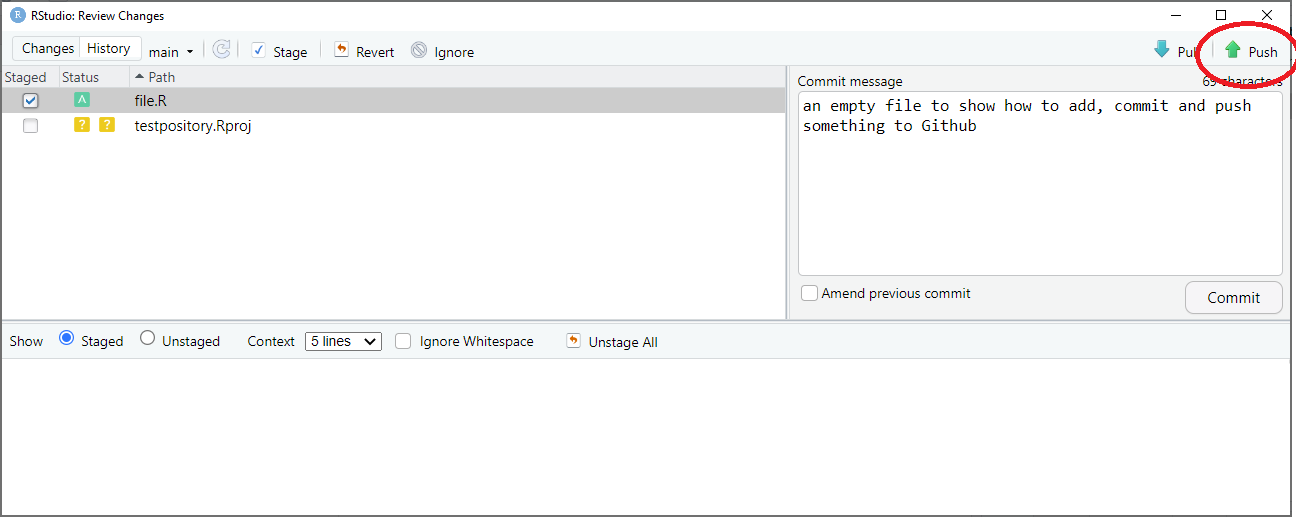 RStudio: Review Changes
Changes History main Stage Revert Ignore Pull Push
Staged Status Path
file.R
testpository.Rproj
Commit message 69 characters
an empty file to show how to add, commit and push
something to Github
Amend previous commit Commit
Show Staged Unstaged Context 5 lines Ignore Whitespace Unstage All